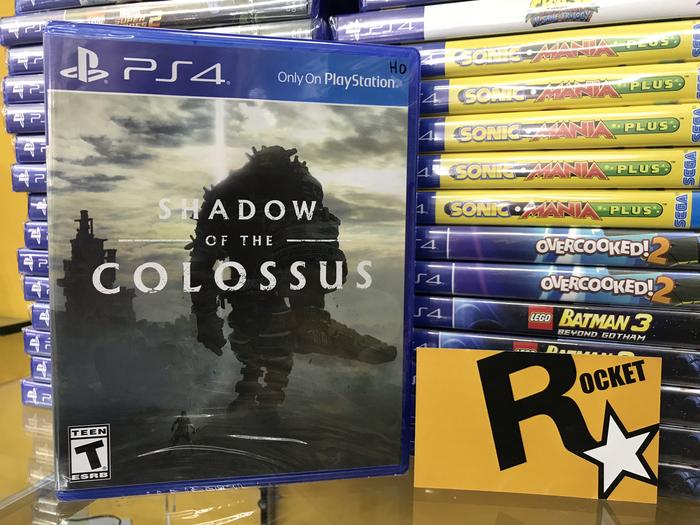 PS4
Only On PlayStation
HO
SHADOW
OF THE
COLOSSUS
TEEN
T
ESRB
PS4
SONIC MANIA PLUS
SONIC MANIA PLUS
SONIC MANIA PLUS
SONIC MANIA PLUS
SEGA
SONIC MANIA PLUS
SEGA
OVERCOOKED! 2
OVERCOOKED! 2
LEGO BATMAN 3
BEYOND GOTHAM
ROCKET